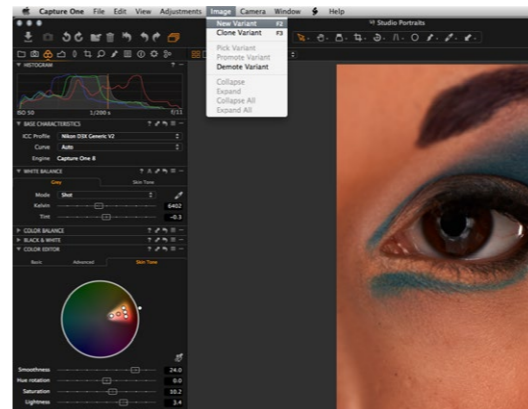 Capture One File Edit View Adjustments Image Camera Window Help
Studio Portraits
New Variant F2
Clone Variant F3
Pick Variant
Promote Variant
Demote Variant
Collapse
Expand
Collapse All
Expand All
HISTOGRAM
ISO 50 1/200 s f/11
BASE CHARACTERISTICS
ICC Profile Nikon D3X Generic V2
Curve Auto
Engine Capture One 8
WHITE BALANCE
Grey Skin Tone
Mode Shot
Kelvin 6402
Tint -0.3
COLOR BALANCE
BLACK & WHITE
COLOR EDITOR
Basic Advanced Skin Tone
Smoothness 24.0
Hue rotation 0.0
Saturation 10.2
Lightness 3.4